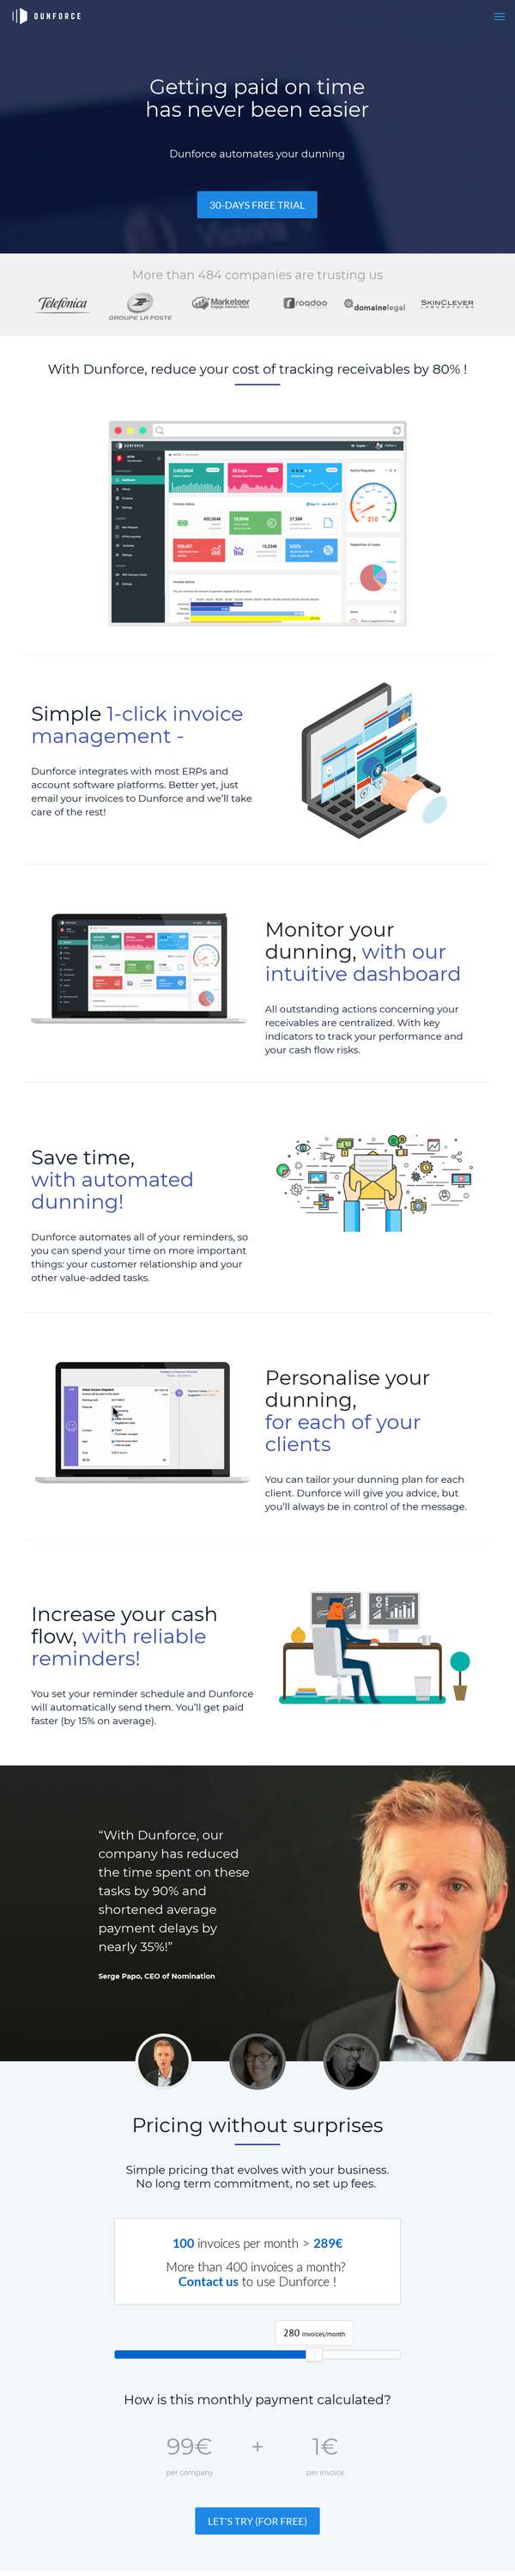 DUNFORCE
Getting paid on time
has never been easier
Dunforce automates your dunning
30-DAYS FREE TRIAL
More than 484 companies are trusting us
Telefónica
GROUPE LA POSTE
Marketeer
roadoo
domainelegal
SKINCLEVER
With Dunforce, reduce your cost of tracking receivables by 80% !
DUNFORCE
Simple 1-click invoice
management -
Dunforce integrates with most ERPs and
account software platforms. Better yet, just
email your invoices to Dunforce and we'll take
care of the rest!
Monitor your
dunning, with our
intuitive dashboard
All outstanding actions concerning your
receivables are centralized. With key
indicators to track your performance and
your cash flow risks.
Save time,
with automated
dunning!
Dunforce automates all of your reminders, so
you can spend your time on more important
things: your customer relationship and your
other value-added tasks.
Personalise your
dunning,
for each of your
clients
You can tailor your dunning plan for each
client. Dunforce will give you advice, but
you'll always be in control of the message.
Increase your cash
flow, with reliable
reminders!
You set your reminder schedule and Dunforce
will automatically send them. You'll get paid
faster (by 15% on average).
“With Dunforce, our
company has reduced
the time spent on these
tasks by 90% and
shortened average
payment delays by
nearly 35%!”
Serge Papo, CEO of Nomination
Pricing without surprises
Simple pricing that evolves with your business.
No long term commitment, no set up fees.
100 invoices per month > 289€
More than 400 invoices a month?
Contact us to use Dunforce !
280 invoices/month
How is this monthly payment calculated?
99€ + 1€
per company per invoice
LET'S TRY (FOR FREE)